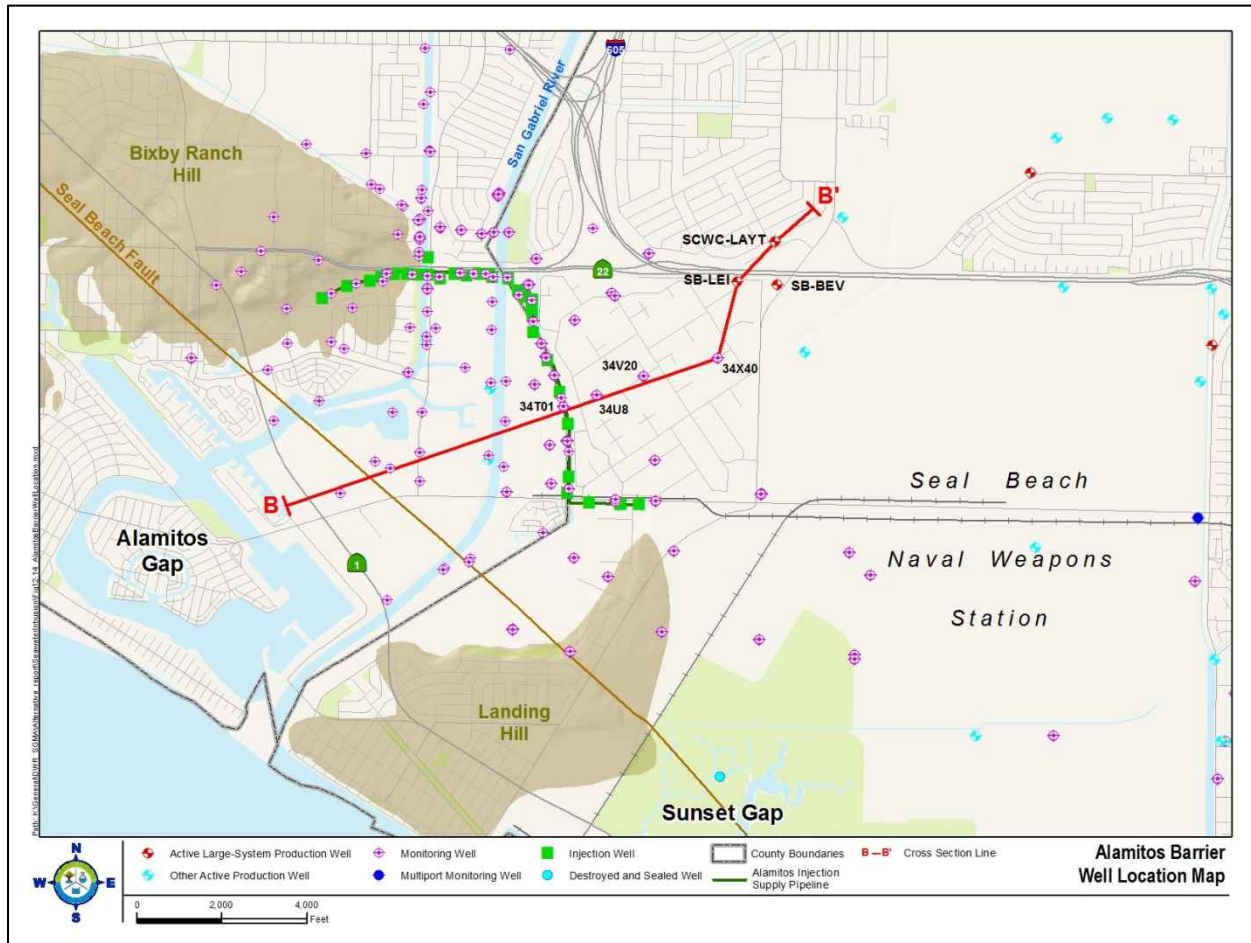 605
San Gabriel River
Bixby Ranch
Hill
Seal Beach Fault
B'
SCWC-LAYT
22
SB-LEI
SB-BEV
34V20
34X40
34T01
34U8
B
Seal Beach
Alamitos
Gap
1
Naval Weapons
Station
Landing
Hill
Sunset Gap
N
W
E
S
Active Large-System Production Well
Monitoring Well
Injection Well
County Boundaries
B—B' Cross Section Line
Other Active Production Well
Multiport Monitoring Well
Destroyed and Sealed Well
Alamitos Injection
Supply Pipeline
Alamitos Barrier
Well Location Map
0 2,000 4,000
Feet